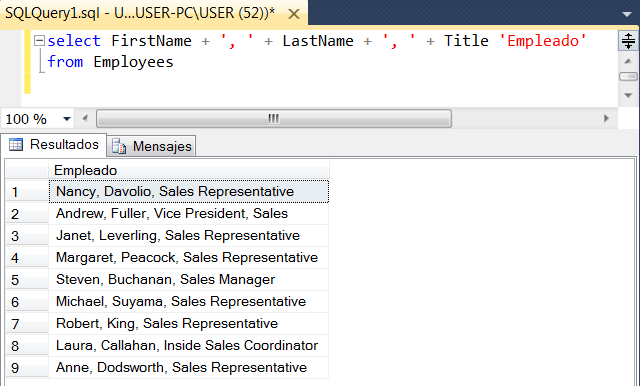 SQLQuery1.sql - U...USER-PC\USER (52))*
select FirstName + ', ' + LastName + ', ' + Title 'Empleado'
from Employees
100 %
Resultados Mensajes
Empleado
1 Nancy, Davolio, Sales Representative
2 Andrew, Fuller, Vice President, Sales
3 Janet, Leverling, Sales Representative
4 Margaret, Peacock, Sales Representative
5 Steven, Buchanan, Sales Manager
6 Michael, Suyama, Sales Representative
7 Robert, King, Sales Representative
8 Laura, Callahan, Inside Sales Coordinator
9 Anne, Dodsworth, Sales Representative